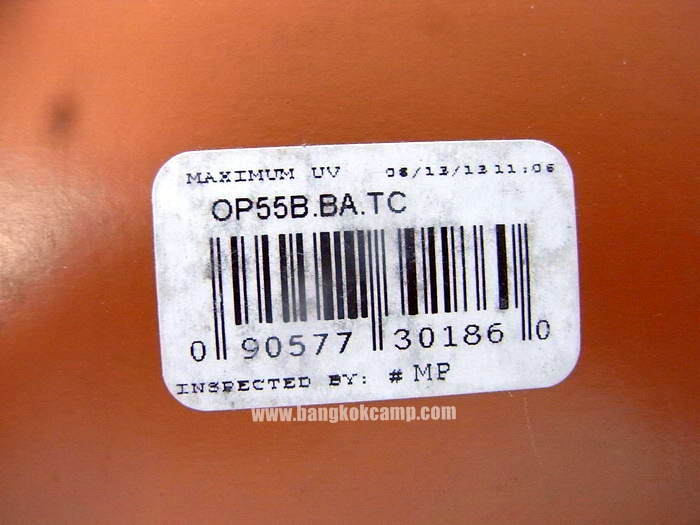 MAXIMUM UV 08/13/13 11:06
OP55B.BA.TC
0 90577 30186 0
INSPECTED BY: # MP
www.bangkokcamp.com